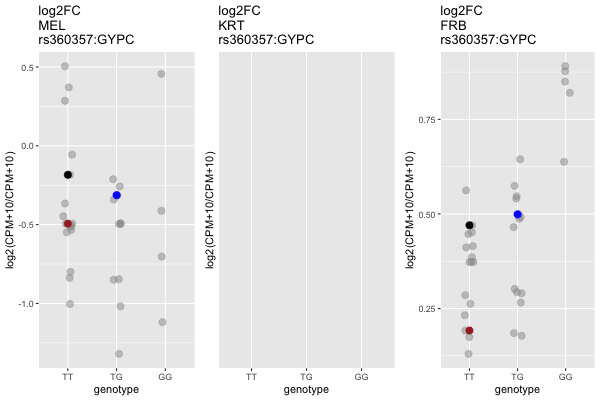 log2FC
MEL
rs360357:GYPC
log2(CPM+10/CPM+10)
0.5
0.0
-0.5
-1.0
TT TG GG
genotype
log2FC
KRT
rs360357:GYPC
log2(CPM+10/CPM+10)
TT TG GG
genotype
log2FC
FRB
rs360357:GYPC
log2(CPM+10/CPM+10)
0.75
0.50
0.25
TT TG GG
genotype